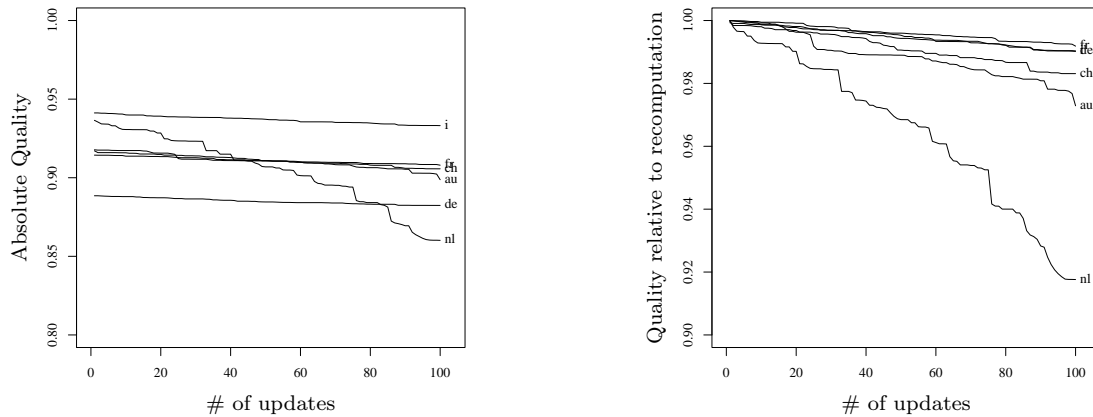 Absolute Quality
1.00
0.95
0.90
0.85
0.80
0
20
40
60
80
100
# of updates
i
fr
ch
au
de
nl
Quality relative to recomputation
1.00
0.98
0.96
0.94
0.92
0.90
0
20
40
60
80
100
# of updates
fr
de
ch
au
nl